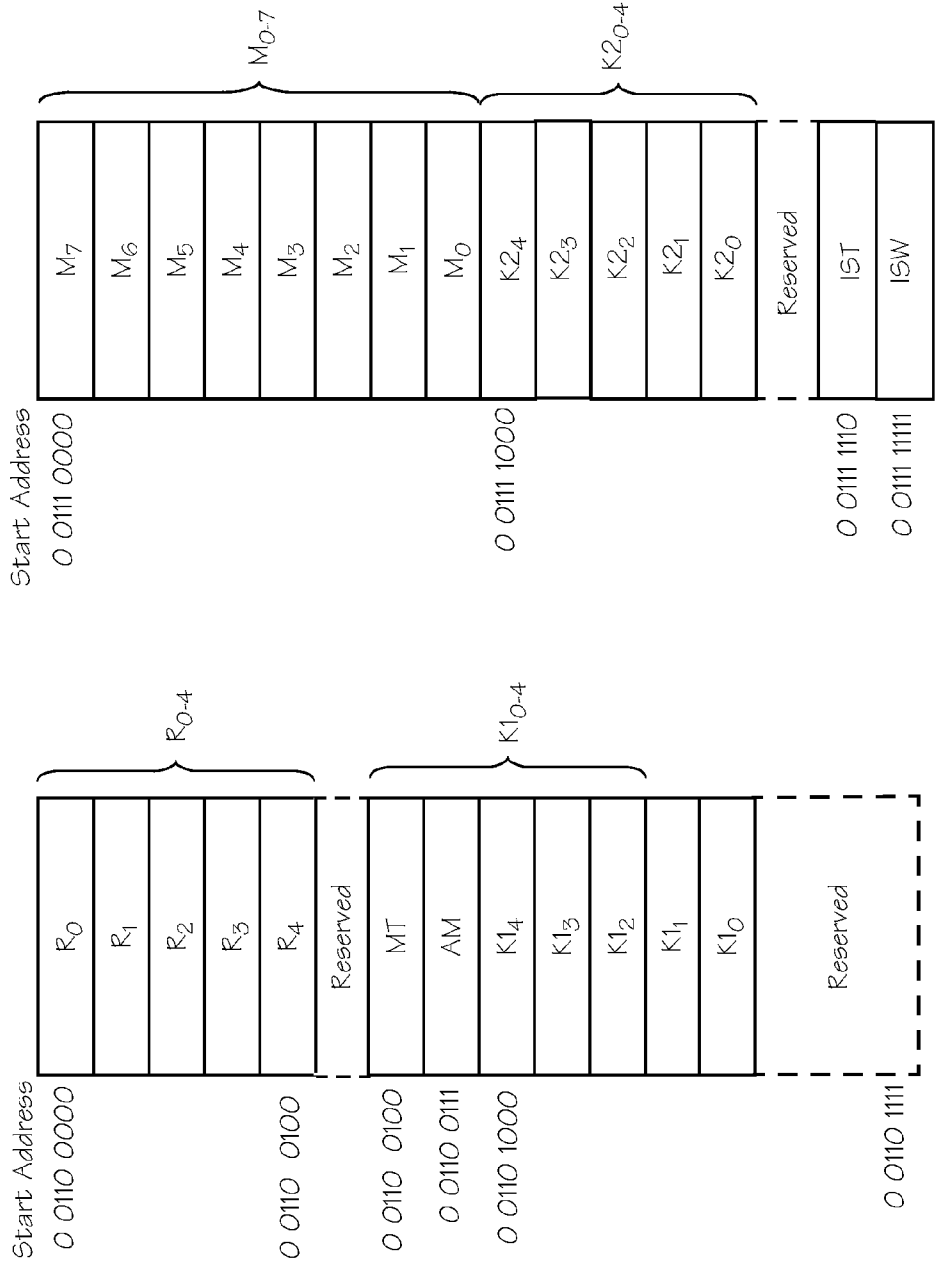 Start Address
0 0110 0000 R0
R1
R2
R3
0 0110 0100 R4
R0-4
Reserved
0 0110 0100 MT
0 0110 0111 AM
0 0110 1000 K14
K13
K12
K11
K10
K10-4
Reserved
0 0110 1111
Start Address
0 0111 0000 M7
M6
M5
M4
M3
M2
M1
M0
M0-7
0 0111 1000 K24
K23
K22
K21
K20
K20-4
Reserved
0 0111 1110 IST
0 0111 11111 ISW